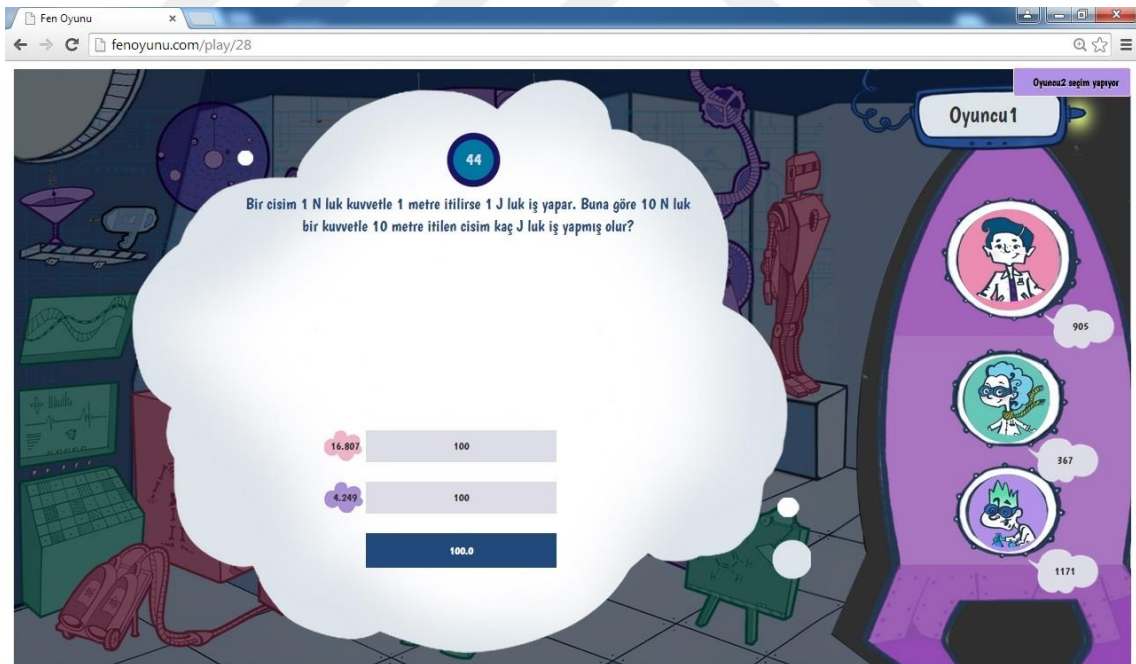 Fen Oyunu
fenoyunu.com/play/28
Oyuncu2 seçim yapıyor
Oyuncu1
44
Bir cisim 1 N luk kuvvetle 1 metre itilirse 1 J luk iş yapar. Buna göre 10 N luk
bir kuvvetle 10 metre itilen cisim kaç J luk iş yapmış olur?
905
367
1171
16.807 100
4.249 100
100.0